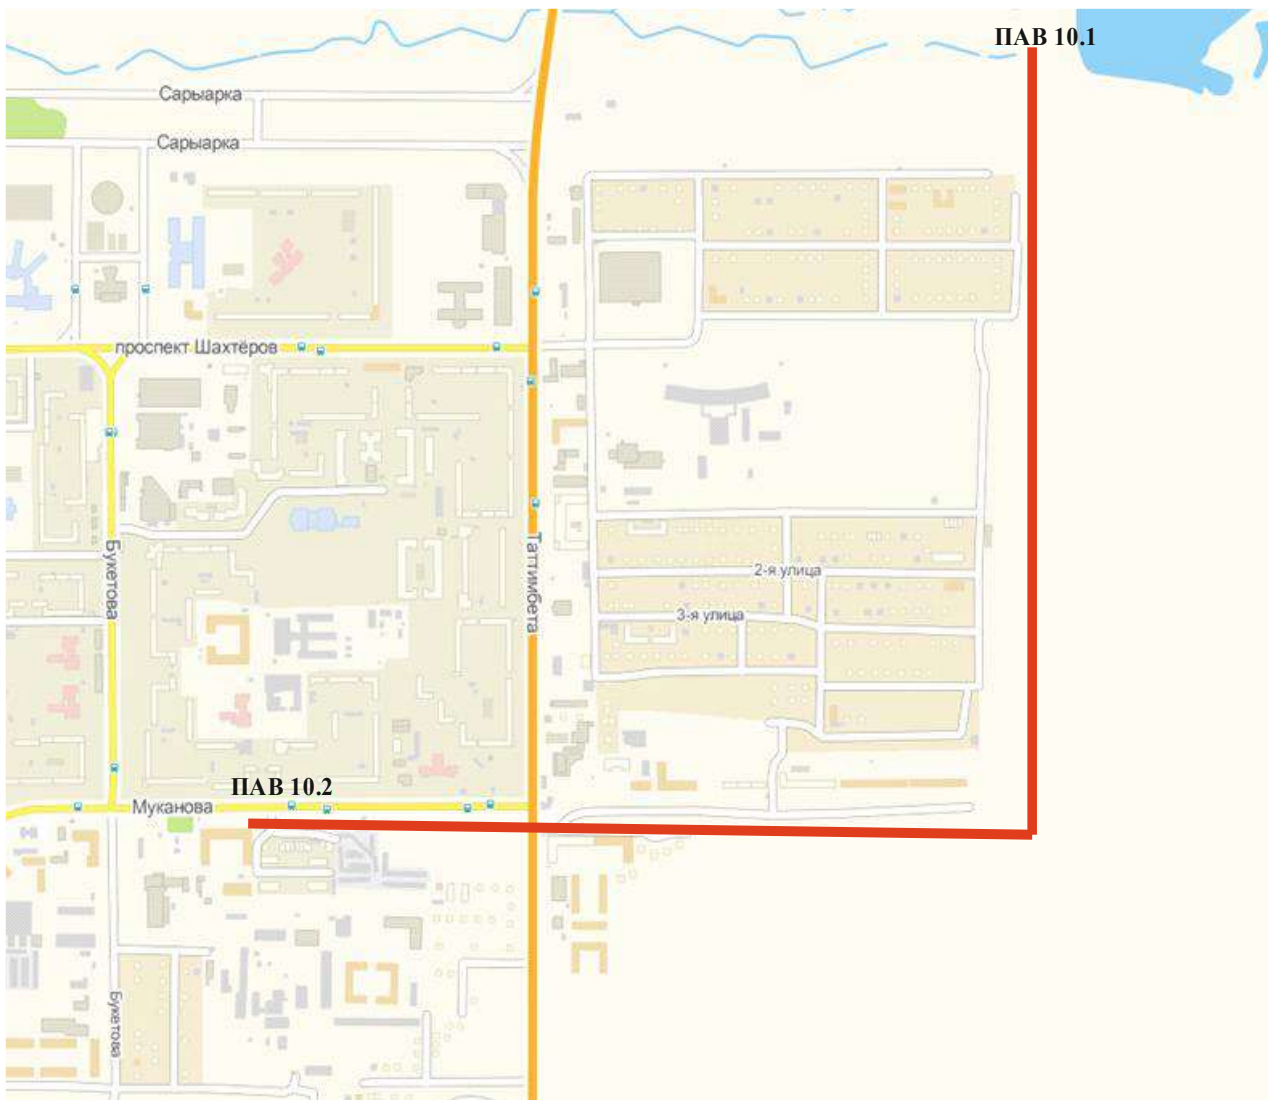 ПАВ 10.1
Сарыарка
Сарыарка
проспект Шахтёров
Букетова
Таттимбета
2-я улица
3-я улица
ПАВ 10.2
Муканова
Букетова